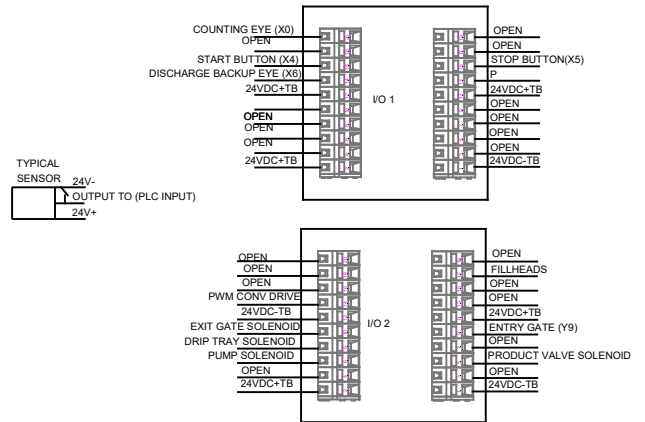 COUNTING EYE (X0)
OPEN
START BUTTON (X4)
DISCHARGE BACKUP EYE (X6)
24VDC+TB
OPEN
OPEN
OPEN
24VDC+TB
I/O 1
OPEN
OPEN
STOP BUTTON(X5)
P
24VDC+TB
OPEN
OPEN
OPEN
OPEN
24VDC-TB
TYPICAL
SENSOR
24V-
OUTPUT TO (PLC INPUT)
24V+
OPEN
OPEN
OPEN
PWM CONV DRIVE
24VDC-TB
EXIT GATE SOLENOID
DRIP TRAY SOLENOID
PUMP SOLENOID
OPEN
24VDC+TB
I/O 2
OPEN
FILLHEADS
OPEN
OPEN
24VDC+TB
ENTRY GATE (Y9)
OPEN
PRODUCT VALVE SOLENOID
OPEN
24VDC-TB